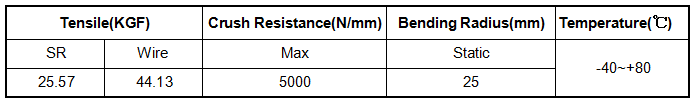 Tensile(KGF) Crush Resistance(N/mm) Bending Radius(mm) Temperature(℃)
SR Wire Max Static
-40~+80
25.57 44.13 5000 25